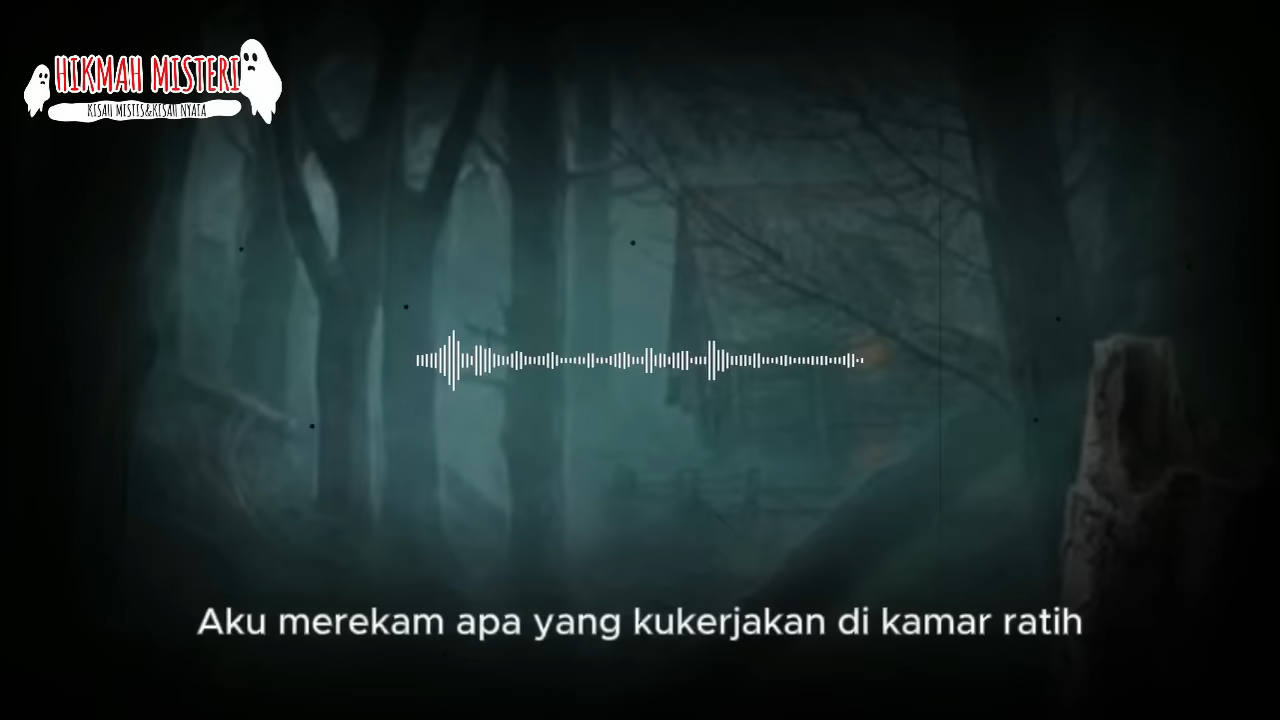 HIKMAH MISTERI
KISAH MISTIS&KISAH NYATA
Aku merekam apa yang kukerjakan di kamar ratih